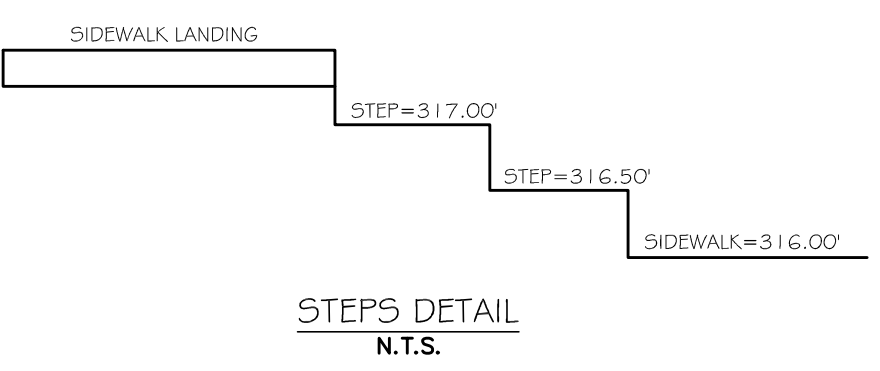 SIDEWALK LANDING
STEP=317.00'
STEP=316.50'
SIDEWALK=316.00'
STEPS DETAIL
N.T.S.